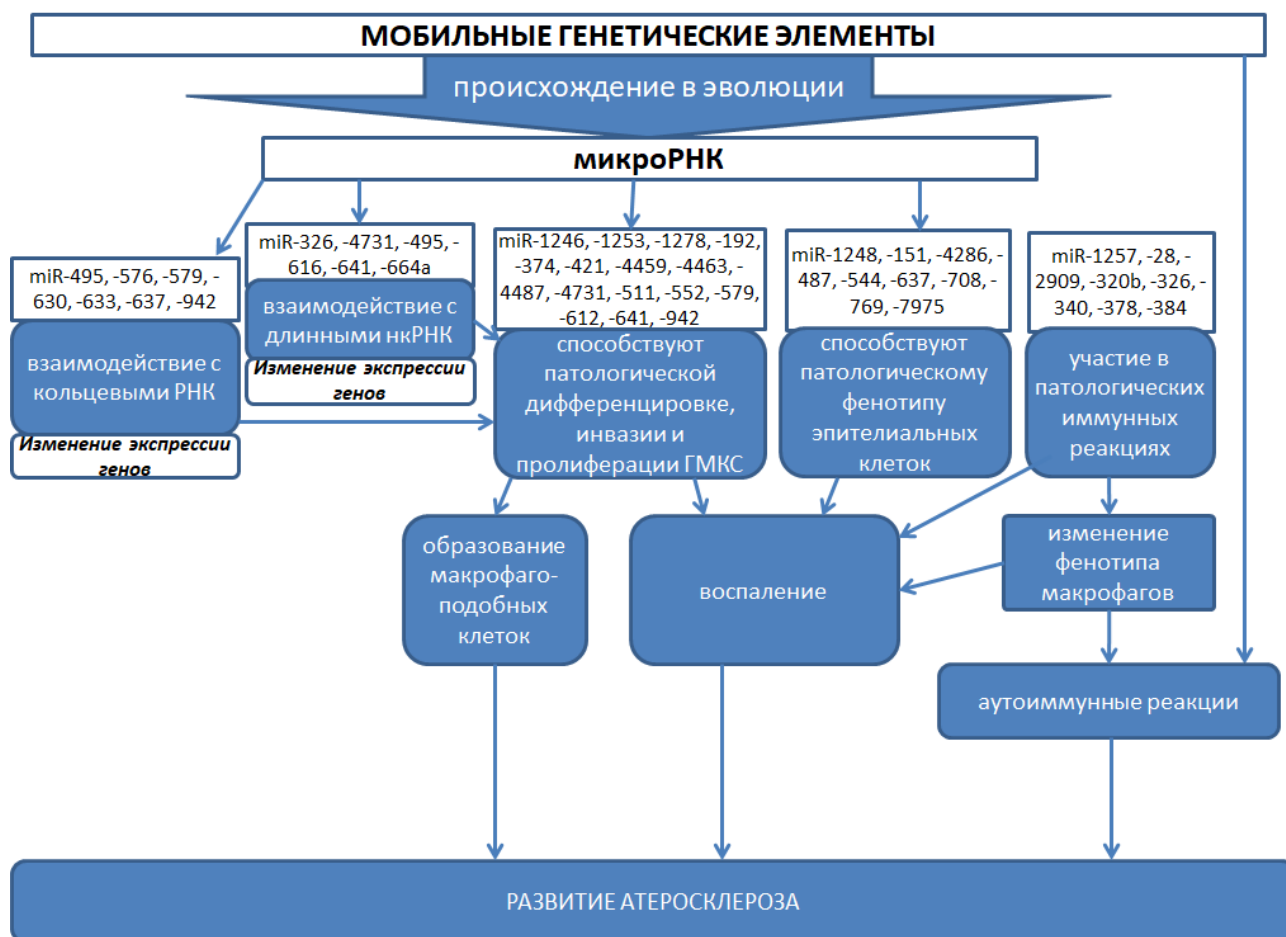 МОБИЛЬНЫЕ ГЕНЕТИЧЕСКИЕ ЭЛЕМЕНТЫ
происхождение в эволюции
микроРНК
miR-495, -576, -579, -
630, -633, -637, -942
взаимодействие с
кольцевыми РНК
Изменение экспрессии
генов
miR-326, -4731, -495, -
616, -641, -664a
взаимодействие с
длинными нкРНК
Изменение экспрессии
генов
miR-1246, -1253, -1278, -192,
-374, -421, -4459, -4463, -
4487, -4731, -511, -552, -579,
-612, -641, -942
способствуют
патологической
дифференцировке,
инвазии и
пролиферации ГМКС
miR-1248, -151, -4286, -
487, -544, -637, -708, -
769, -7975
способствуют
патологическому
фенотипу
эпителиальных
клеток
miR-1257, -28, -
2909, -320b, -326, -
340, -378, -384
участие в
патологических
иммунных
реакциях
образование
макрофаго-
подобных
клеток
воспаление
изменение
фенотипа
макрофагов
аутоиммунные реакции
РАЗВИТИЕ АТЕРОСКЛЕРОЗА